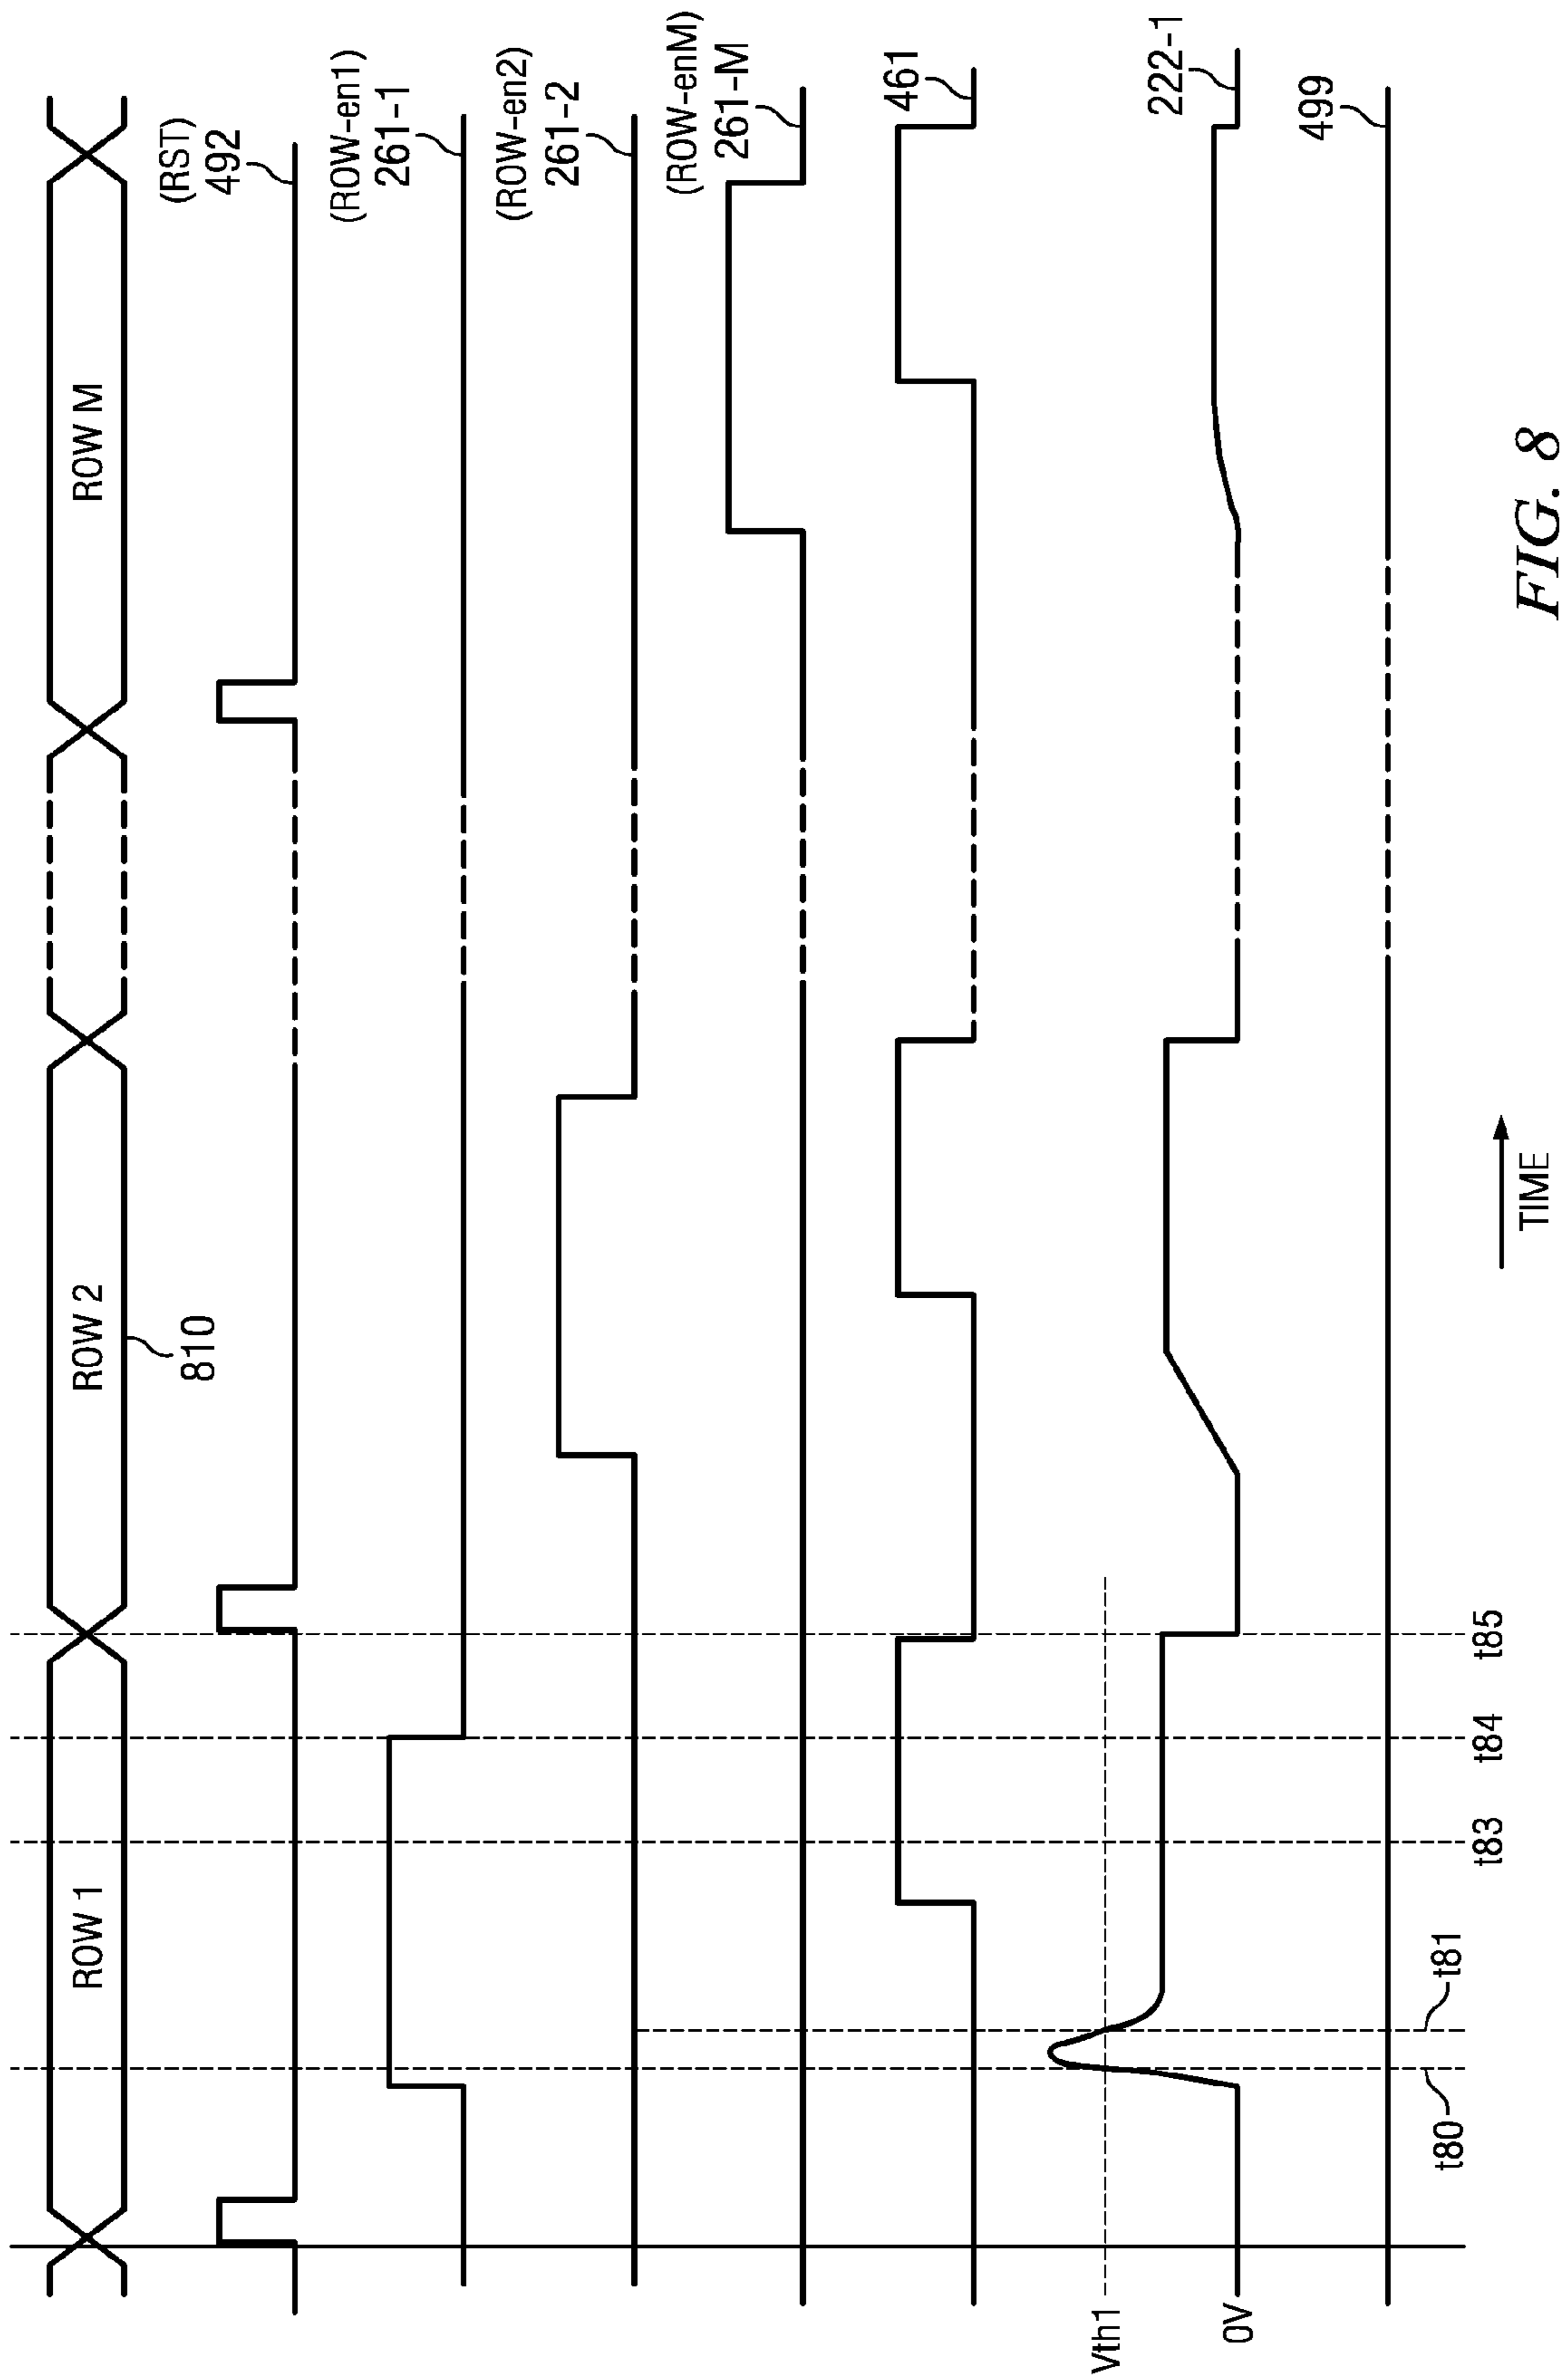 ROW 1
ROW 2
ROW M
810
(RST)
492
(ROW-en1)
261-1
(ROW-en2)
261-2
(ROW-enM)
261-M
461
Vth1
0V
222-1
499
t80
t81
t83
t84
t85
TIME
FIG. 8